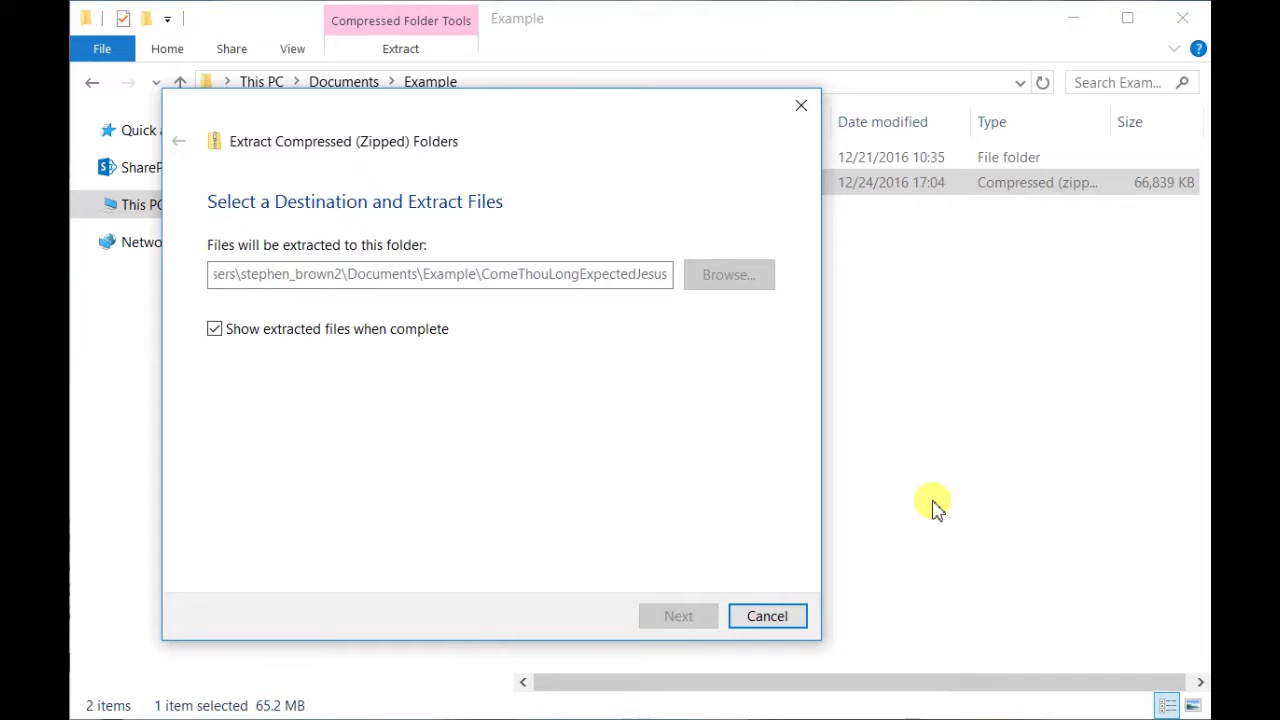 Compressed Folder Tools
Example
File
Home
Share
View
Extract
?
This PC
Documents
Example
Search Exam...
Date modified
Type
Size
Quick
12/21/2016 10:35
File folder
ShareP
12/24/2016 17:04
Compressed (zipp...
66,839 KB
This PC
Netwo
Extract Compressed (Zipped) Folders
Select a Destination and Extract Files
Files will be extracted to this folder:
sers\stephen_brown2\Documents\Example\ComeThouLongExpectedJesus
Browse...
Show extracted files when complete
Next
Cancel
2 items
1 item selected 65.2 MB